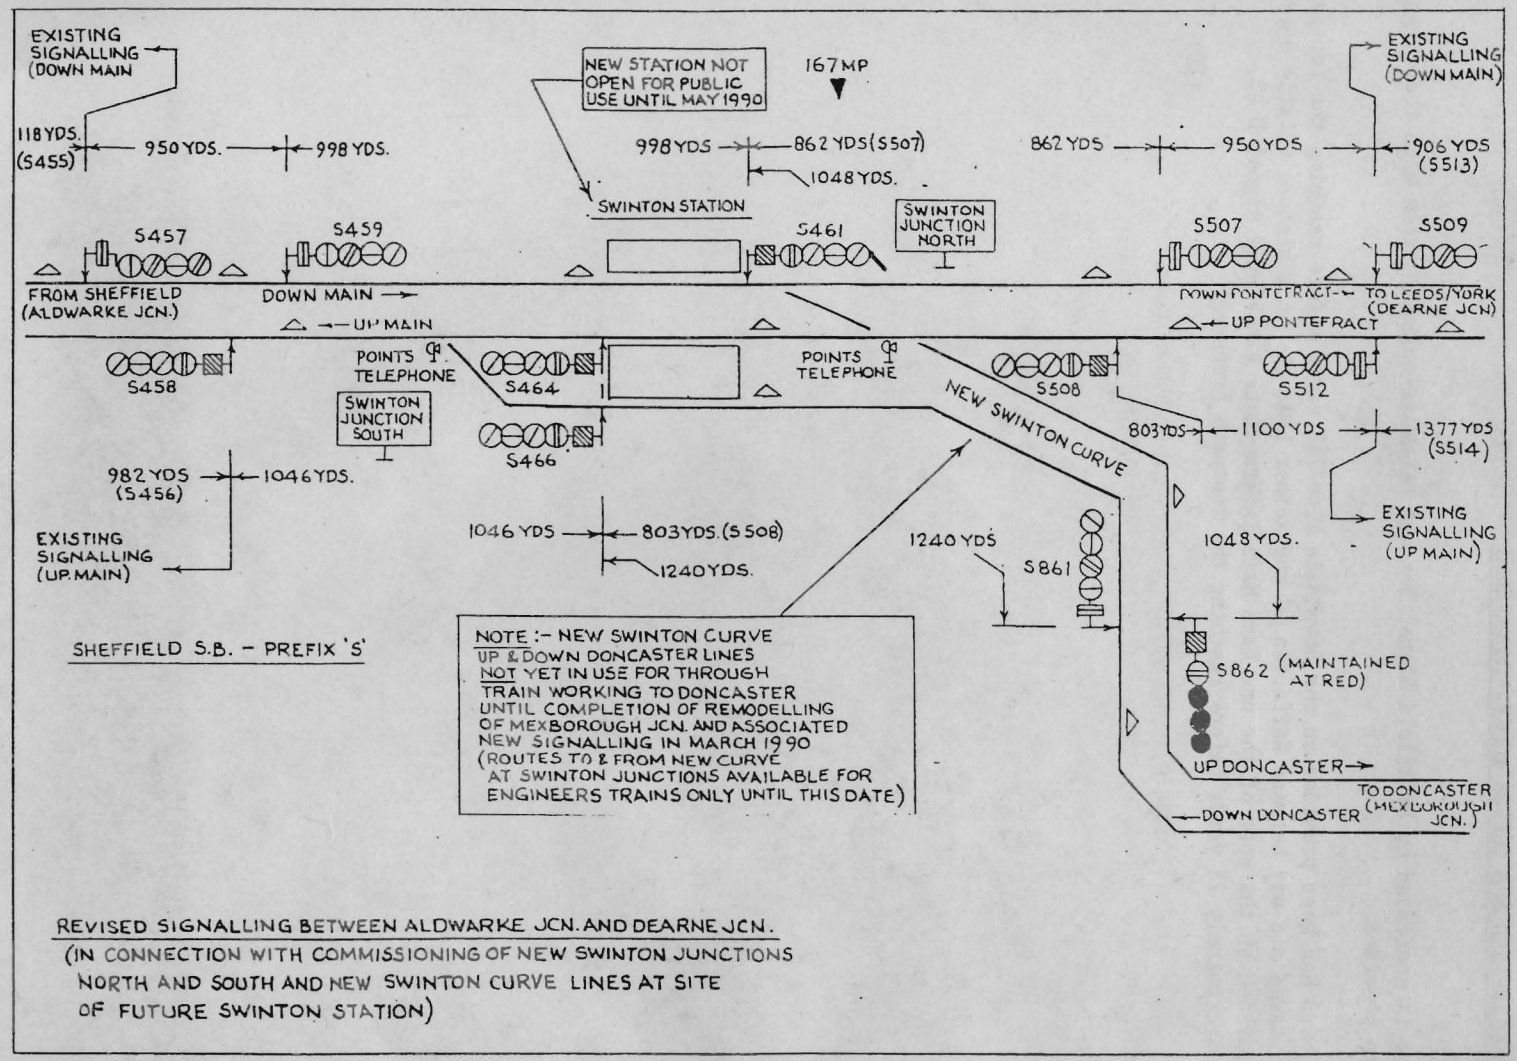 EXISTING
SIGNALLING
(DOWN MAIN
NEW STATION NOT
OPEN FOR PUBLIC
USE UNTIL MAY 1990
167 MP
EXISTING
SIGNALLING
(DOWN MAIN)
118 YDS.
(S455)
950 YDS.
998 YDS.
998 YDS
862 YDS (S507)
1048 YDS.
862 YDS
950 YDS
906 YDS
(S513)
SWINTON STATION
SWINTON
JUNCTION
NORTH
S457
S459
S461
S507
S509
FROM SHEFFIELD
(ALDWARKE JCN.)
DOWN MAIN
UP MAIN
DOWN PONTEFRACT
TO LEEDS/YORK
(DEARNE JCN)
UP PONTEFRACT
S458
POINTS
TELEPHONE
S464
POINTS
TELEPHONE
S508
S512
SWINTON
JUNCTION
SOUTH
S466
NEW SWINTON CURVE
803 YDS
1100 YDS
1377 YDS
(S514)
982 YDS
(S456)
1046 YDS.
EXISTING
SIGNALLING
(UP. MAIN)
1046 YDS
803 YDS. (S508)
1240 YDS.
1240 YDS
S861
1048 YDS.
EXISTING
SIGNALLING
(UP MAIN)
SHEFFIELD S.B. – PREFIX 'S'
NOTE :– NEW SWINTON CURVE
UP & DOWN DONCASTER LINES
NOT YET IN USE FOR THROUGH
TRAIN WORKING TO DONCASTER
UNTIL COMPLETION OF REMODELLING
OF MEXBOROUGH JCN. AND ASSOCIATED
NEW SIGNALLING IN MARCH 1990
(ROUTES TO & FROM NEW CURVE
AT SWINTON JUNCTIONS AVAILABLE FOR
ENGINEERS TRAINS ONLY UNTIL THIS DATE)
S862 (MAINTAINED
AT RED)
UP DONCASTER
TO DONCASTER
(MEXBOROUGH
JCN.)
DOWN DONCASTER
REVISED SIGNALLING BETWEEN ALDWARKE JCN. AND DEARNE JCN.
(IN CONNECTION WITH COMMISSIONING OF NEW SWINTON JUNCTIONS
NORTH AND SOUTH AND NEW SWINTON CURVE LINES AT SITE
OF FUTURE SWINTON STATION)